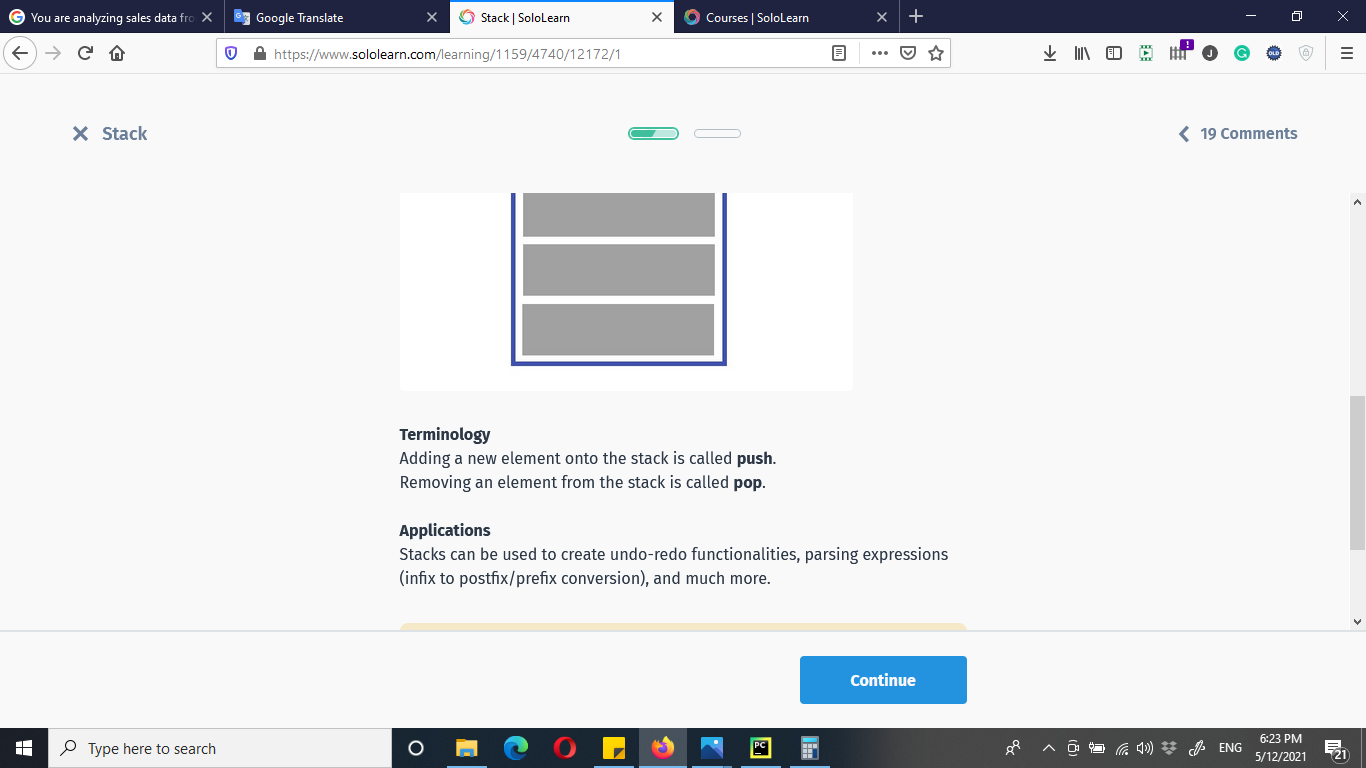 You are analyzing sales data fro
Google Translate
Stack | SoloLearn
Courses | SoloLearn
https://www.sololearn.com/learning/1159/4740/12172/1
Stack
19 Comments
Terminology
Adding a new element onto the stack is called push.
Removing an element from the stack is called pop.
Applications
Stacks can be used to create undo-redo functionalities, parsing expressions
(infix to postfix/prefix conversion), and much more.
Continue
Type here to search
PC
ENG
6:23 PM
5/12/2021
21